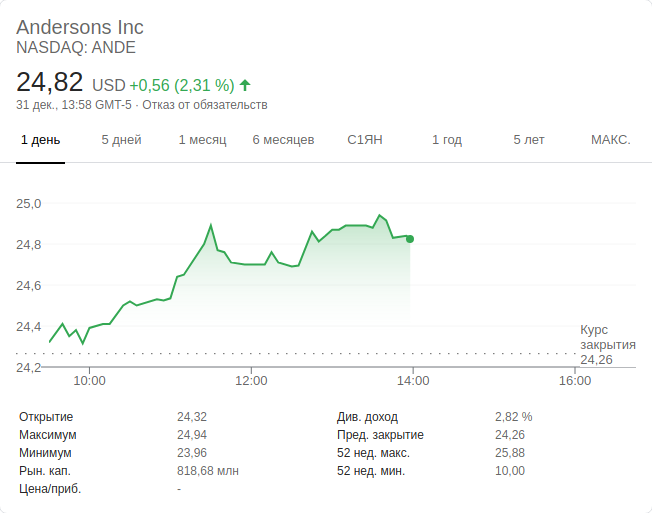 Andersons Inc
NASDAQ: ANDE
24,82 USD +0,56 (2,31 %)
31 дек., 13:58 GMT-5 · Отказ от обязательств
1 день 5 дней 1 месяц 6 месяцев С1ЯН 1 год 5 лет МАКС.
25,0
24,8
24,6
24,4
24,2
Курс
закрытия
24,26
10:00 12:00 14:00 16:00
Открытие 24,32 Див. доход 2,82 %
Максимум 24,94 Пред. закрытие 24,26
Минимум 23,96 52 нед. макс. 25,88
Рын. кап. 818,68 млн 52 нед. мин. 10,00
Цена/приб. -